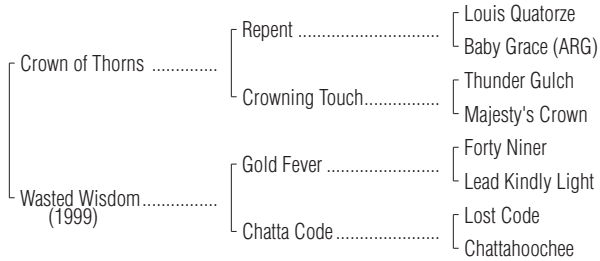 Louis Quatorze
Repent
Baby Grace (ARG)
Crown of Thorns
Thunder Gulch
Crowning Touch
Majesty's Crown
Forty Niner
Gold Fever
Lead Kindly Light
Wasted Wisdom
(1999)
Lost Code
Chatta Code
Chattahoochee